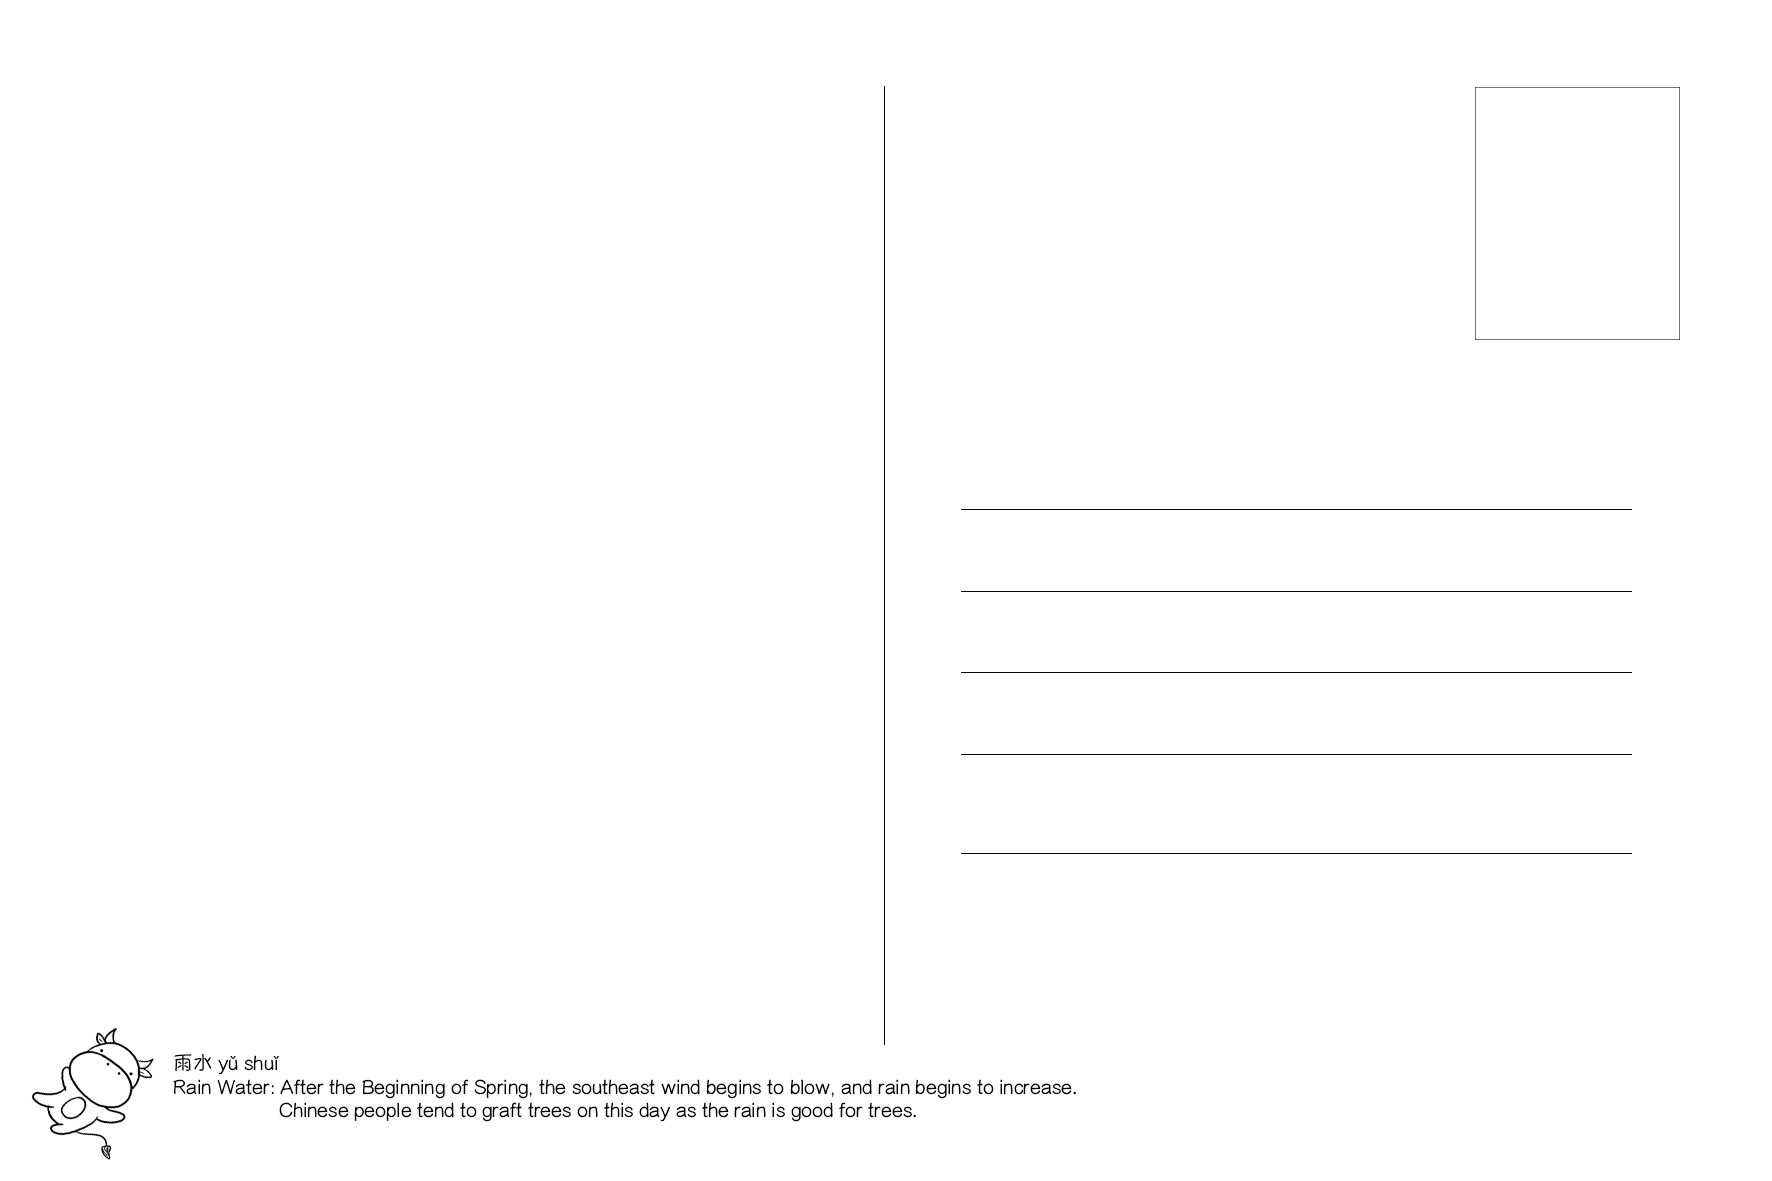 雨水 yǔ shuǐ
Rain Water: After the Beginning of Spring, the southeast wind begins to blow, and rain begins to increase.
Chinese people tend to graft trees on this day as the rain is good for trees.